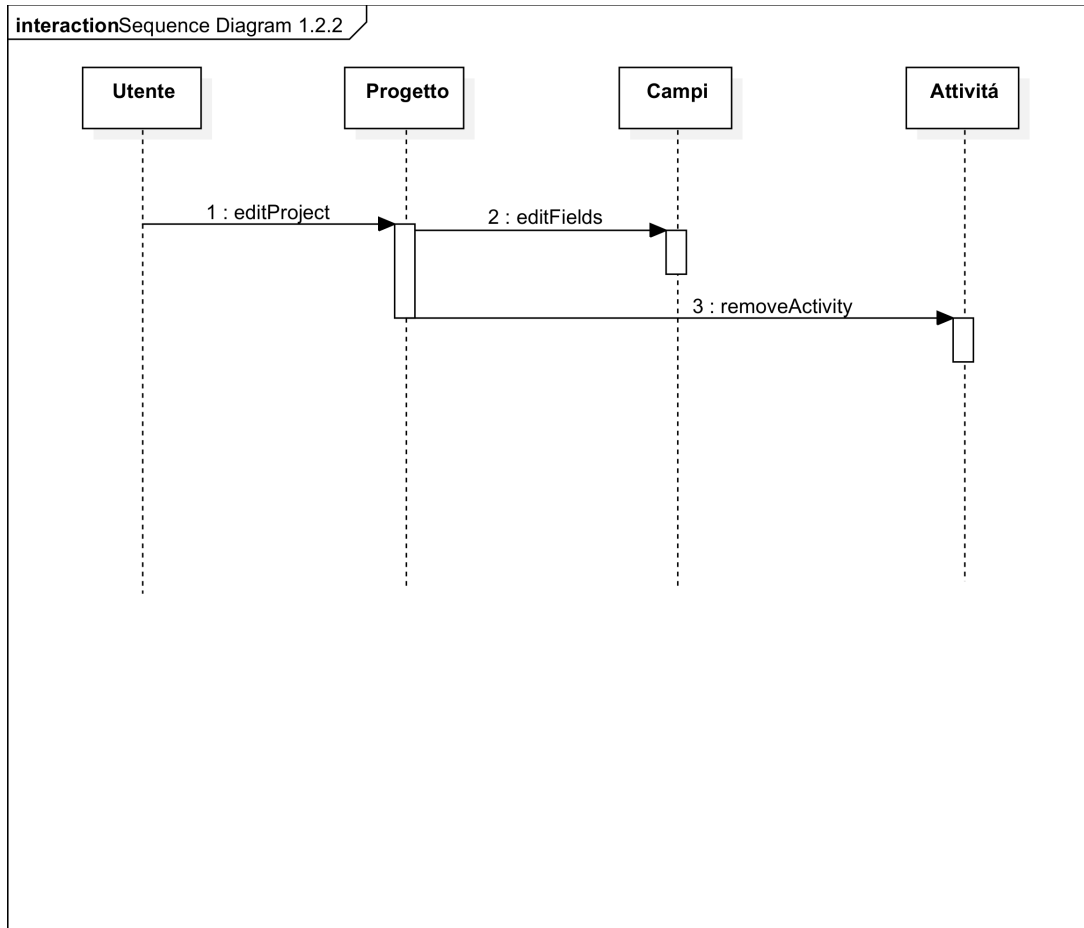 interactionSequence Diagram 1.2.2
Utente
Progetto
Campi
Attivitá
1 : editProject
2 : editFields
3 : removeActivity